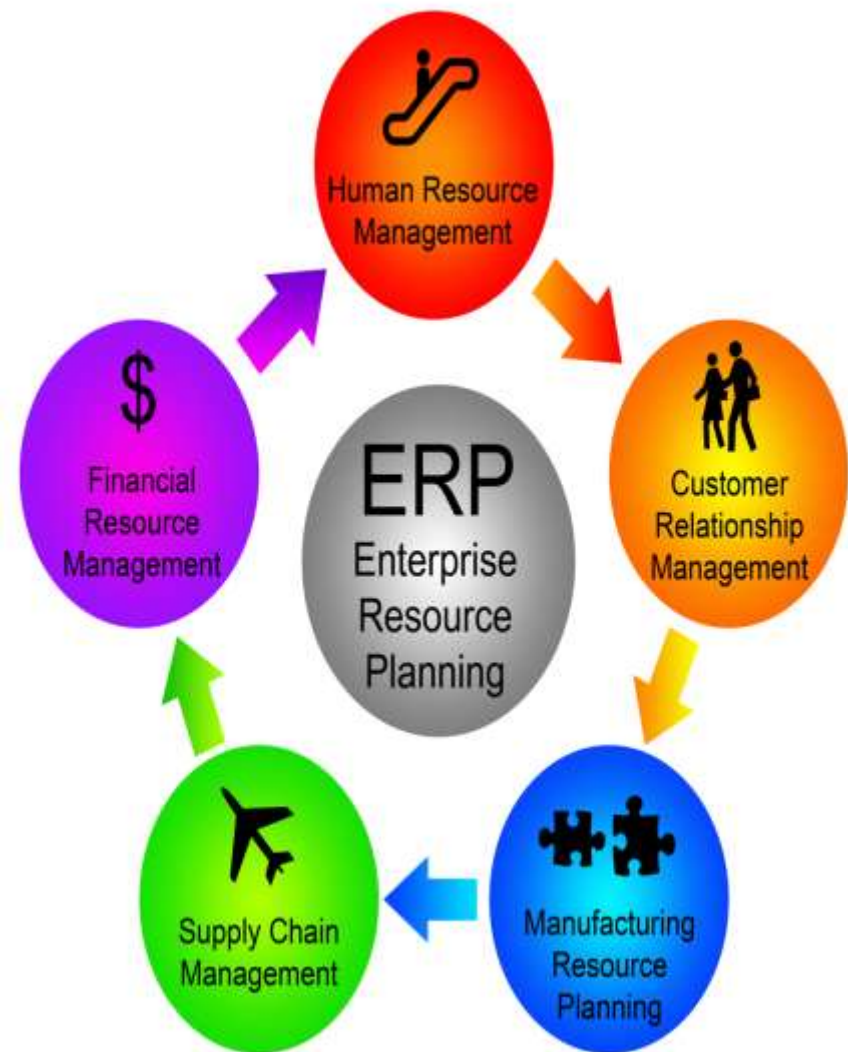 Human Resource
Management
$
Financial
Resource
Management
ERP
Enterprise
Resource
Planning
Customer
Relationship
Management
Supply Chain
Management
Manufacturing
Resource
Planning